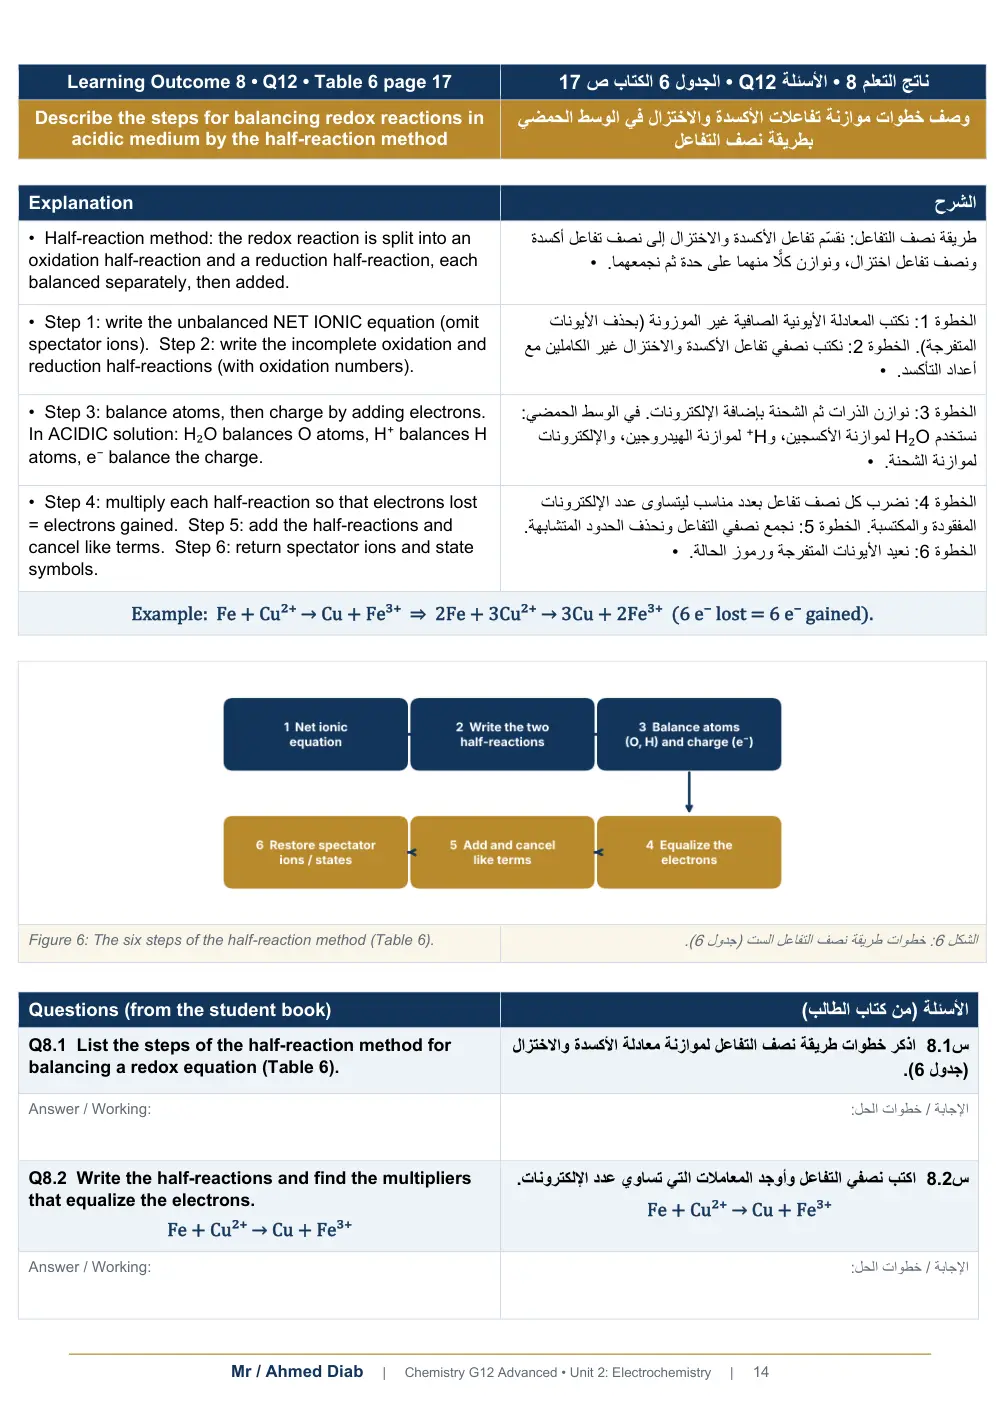 Learning Outcome 8 • Q12 • Table 6 page 17
ناتج التعلم 8 • الأسئلة Q12 • الجدول 6 الكتاب ص 17
Describe the steps for balancing redox reactions in
acidic medium by the half-reaction method
وصف خطوات موازنة تفاعلات الأكسدة والاختزال في الوسط الحمضي
بطريقة نصف التفاعل
Explanation
الشرح
• Half-reaction method: the redox reaction is split into an
oxidation half-reaction and a reduction half-reaction, each
balanced separately, then added.
طريقة نصف التفاعل: نقسّم تفاعل الأكسدة والاختزال إلى نصف تفاعل أكسدة
ونصف تفاعل اختزال، ونوازن كلًّا منهما على حدة ثم نجمعهما. •
• Step 1: write the unbalanced NET IONIC equation (omit
spectator ions). Step 2: write the incomplete oxidation and
reduction half-reactions (with oxidation numbers).
الخطوة 1: نكتب المعادلة الأيونية الصافية غير الموزونة (بحذف الأيونات
المتفرجة). الخطوة 2: نكتب نصفي تفاعل الأكسدة والاختزال غير الكاملين مع
أعداد التأكسد. •
• Step 3: balance atoms, then charge by adding electrons.
In ACIDIC solution: H₂O balances O atoms, H⁺ balances H
atoms, e⁻ balance the charge.
الخطوة 3: نوازن الذرات ثم الشحنة بإضافة الإلكترونات. في الوسط الحمضي:
نستخدم H₂O لموازنة الأكسجين، وH⁺ لموازنة الهيدروجين، والإلكترونات
لموازنة الشحنة. •
• Step 4: multiply each half-reaction so that electrons lost
= electrons gained. Step 5: add the half-reactions and
cancel like terms. Step 6: return spectator ions and state
symbols.
الخطوة 4: نضرب كل نصف تفاعل بعدد مناسب ليتساوى عدد الإلكترونات
المفقودة والمكتسبة. الخطوة 5: نجمع نصفي التفاعل ونحذف الحدود المتشابهة.
الخطوة 6: نعيد الأيونات المتفرجة ورموز الحالة. •
Example: Fe + Cu²⁺ → Cu + Fe³⁺ ⇒ 2Fe + 3Cu²⁺ → 3Cu + 2Fe³⁺ (6 e⁻ lost = 6 e⁻ gained).
1 Net ionic
equation
2 Write the two
half-reactions
3 Balance atoms
(O, H) and charge (e⁻)
6 Restore spectator
ions / states
5 Add and cancel
like terms
4 Equalize the
electrons
Figure 6: The six steps of the half-reaction method (Table 6).
الشكل 6: خطوات طريقة نصف التفاعل الست (جدول 6).
Questions (from the student book)
الأسئلة (من كتاب الطالب)
Q8.1 List the steps of the half-reaction method for
balancing a redox equation (Table 6).
س8.1 اذكر خطوات طريقة نصف التفاعل لموازنة معادلة الأكسدة والاختزال
(جدول 6).
Answer / Working:
الإجابة / خطوات الحل:
Q8.2 Write the half-reactions and find the multipliers
that equalize the electrons.
Fe + Cu²⁺ → Cu + Fe³⁺
س8.2 اكتب نصفي التفاعل وأوجد المعاملات التي تساوي عدد الإلكترونات.
Fe + Cu²⁺ → Cu + Fe³⁺
Answer / Working:
الإجابة / خطوات الحل:
Mr / Ahmed Diab | Chemistry G12 Advanced • Unit 2: Electrochemistry | 14